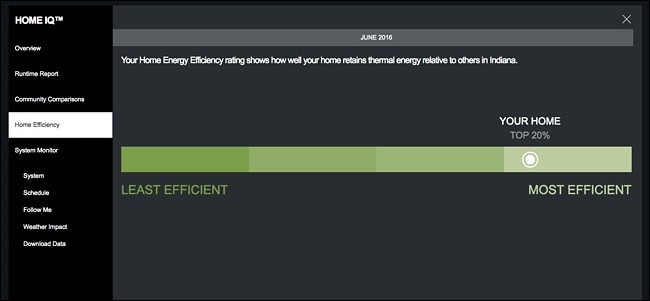 HOME IQ™
Overview
Runtime Report
Community Comparisons
Home Efficiency
System Monitor
System
Schedule
Follow Me
Weather Impact
Download Data
JUNE 2016
Your Home Energy Efficiency rating shows how well your home retains thermal energy relative to others in Indiana.
YOUR HOME
TOP 20%
LEAST EFFICIENT
MOST EFFICIENT